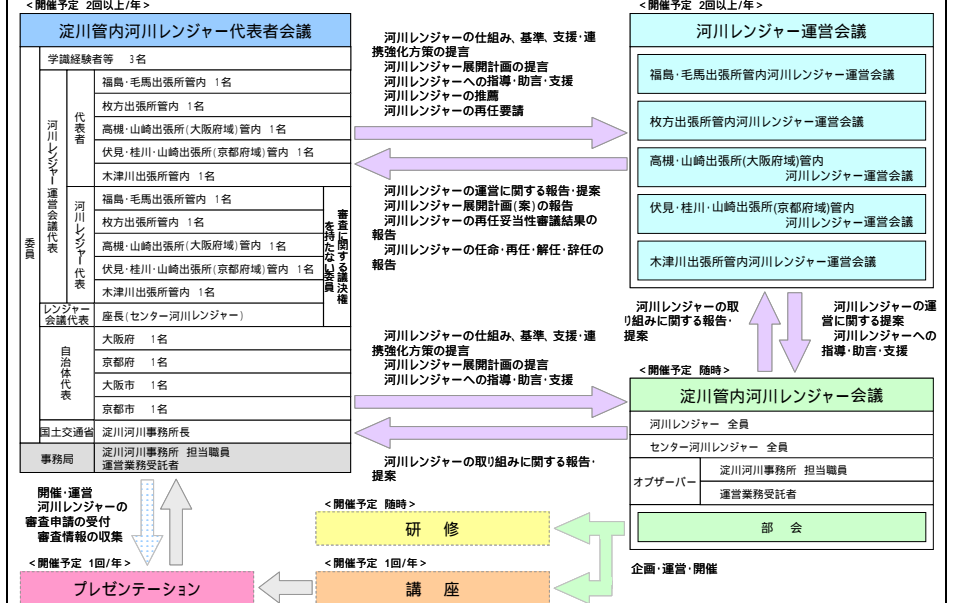 <開催予定 2回以上/年>
淀川管内河川レンジャー代表者会議
委員
学識経験者等 3名
河川レンジャー運営会議代表
代表者
福島・毛馬出張所管内 1名
枚方出張所管内 1名
高槻・山崎出張所(大阪府域)管内 1名
伏見・桂川・山崎出張所(京都府域)管内 1名
木津川出張所管内 1名
河川レンジャー代表
福島・毛馬出張所管内 1名
枚方出張所管内 1名
高槻・山崎出張所(大阪府域)管内 1名
伏見・桂川・山崎出張所(京都府域)管内 1名
木津川出張所管内 1名
審査に関する議決権
を持たない委員
レンジャー
会議代表
座長(センター河川レンジャー)
自治体代表
大阪府 1名
京都府 1名
大阪市 1名
京都市 1名
国土交通省
淀川河川事務所長
事務局
淀川河川事務所 担当職員
運営業務受託者
河川レンジャーの仕組み、基準、支援・連
携強化方策の提言
河川レンジャー展開計画の提言
河川レンジャーへの指導・助言・支援
河川レンジャーの推薦
河川レンジャーの再任要請
河川レンジャーの運営に関する報告・提案
河川レンジャー展開計画(案)の報告
河川レンジャーの再任妥当性審議結果の
報告
河川レンジャーの任命・再任・解任・辞任の
報告
<開催予定 2回以上/年>
河川レンジャー運営会議
福島・毛馬出張所管内河川レンジャー運営会議
枚方出張所管内河川レンジャー運営会議
高槻・山崎出張所(大阪府域)管内
河川レンジャー運営会議
伏見・桂川・山崎出張所(京都府域)管内
河川レンジャー運営会議
木津川出張所管内河川レンジャー運営会議
河川レンジャーの取
り組みに関する報告・
提案
河川レンジャーの運
営に関する提案
河川レンジャーへの
指導・助言・支援
河川レンジャーの仕組み、基準、支援・連
携強化方策の提言
河川レンジャー展開計画の提言
河川レンジャーへの指導・助言・支援
河川レンジャーの取り組みに関する報告・
提案
<開催予定 随時>
淀川管内河川レンジャー会議
河川レンジャー 全員
センター河川レンジャー 全員
オブザーバー
淀川河川事務所 担当職員
運営業務受託者
部 会
企画・運営・開催
開催・運営
河川レンジャーの
審査申請の受付
審査情報の収集
<開催予定 随時>
研 修
<開催予定 1回/年>
プレゼンテーション
<開催予定 1回/年>
講 座